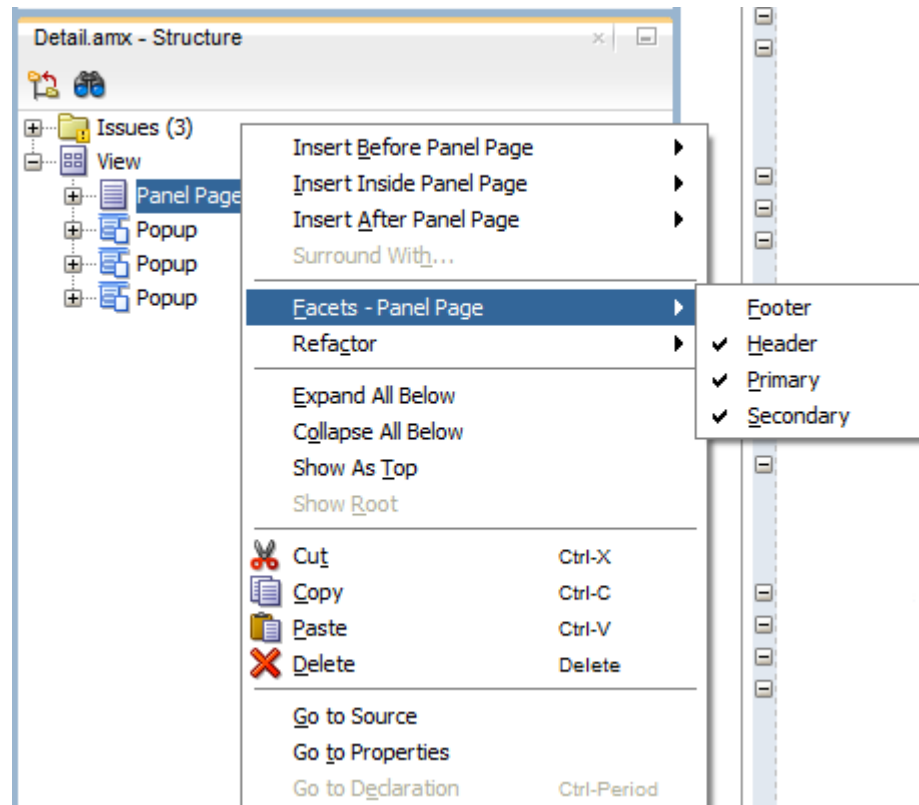 Detail.amx - Structure
Issues (3)
View
Panel Page
Popup
Popup
Popup
Insert Before Panel Page
Insert Inside Panel Page
Insert After Panel Page
Surround With...
Facets - Panel Page
Refactor
Footer
Header
Primary
Secondary
Expand All Below
Collapse All Below
Show As Top
Show Root
Cut Ctrl-X
Copy Ctrl-C
Paste Ctrl-V
Delete Delete
Go to Source
Go to Properties
Go to Declaration Ctrl-Period